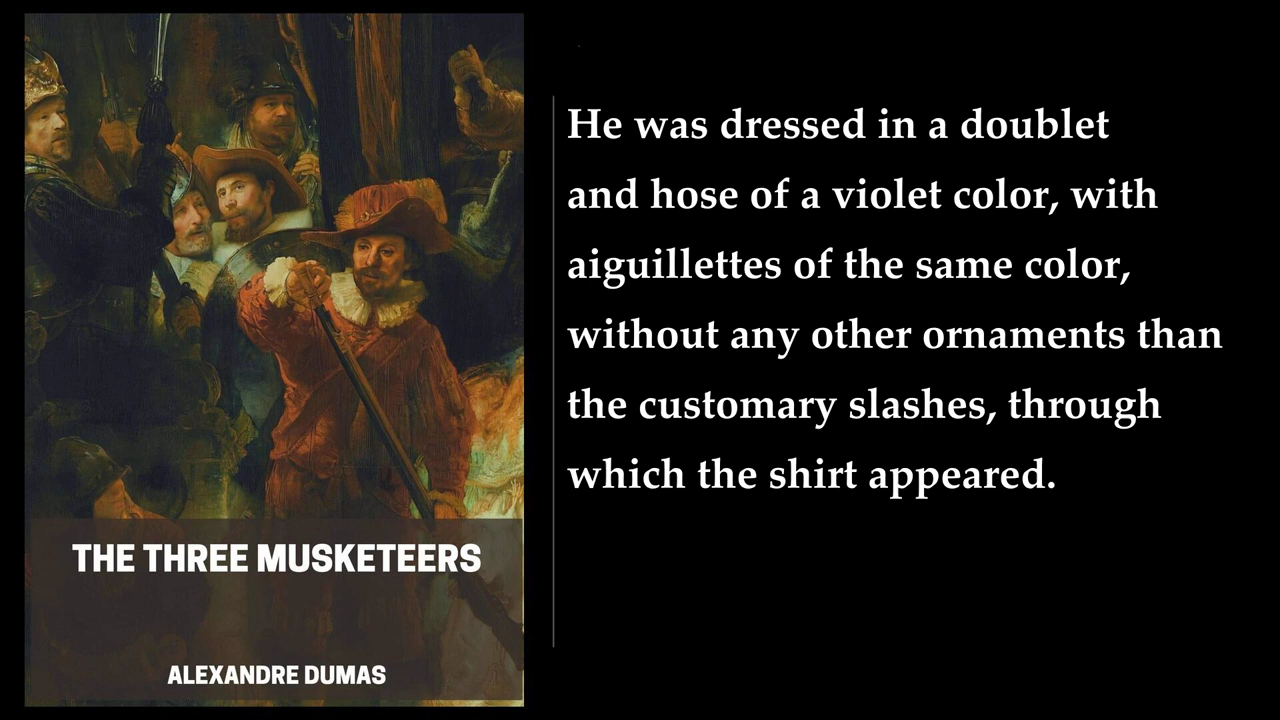 THE THREE MUSKETEERS
ALEXANDRE DUMAS
He was dressed in a doublet
and hose of a violet color, with
aiguillettes of the same color,
without any other ornaments than
the customary slashes, through
which the shirt appeared.